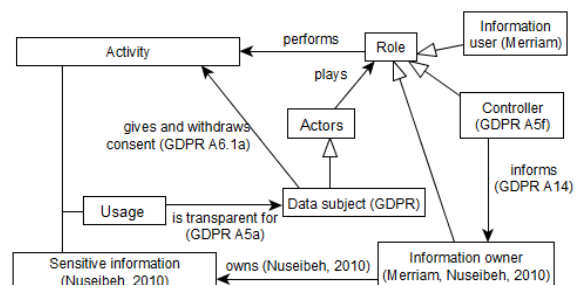 Information
user (Merriam)
performs
Role
Activity
plays
Controller
(GDPR A5f)
Actors
gives and withdraws
consent (GDPR A6.1a)
informs
(GDPR A14)
Usage
Data subject (GDPR)
is transparent for
(GDPR A5a)
Information owner
(Merriam, Nuseibeh, 2010)
Sensitive information
(Nuseibeh, 2010)
owns (Nuseibeh, 2010)